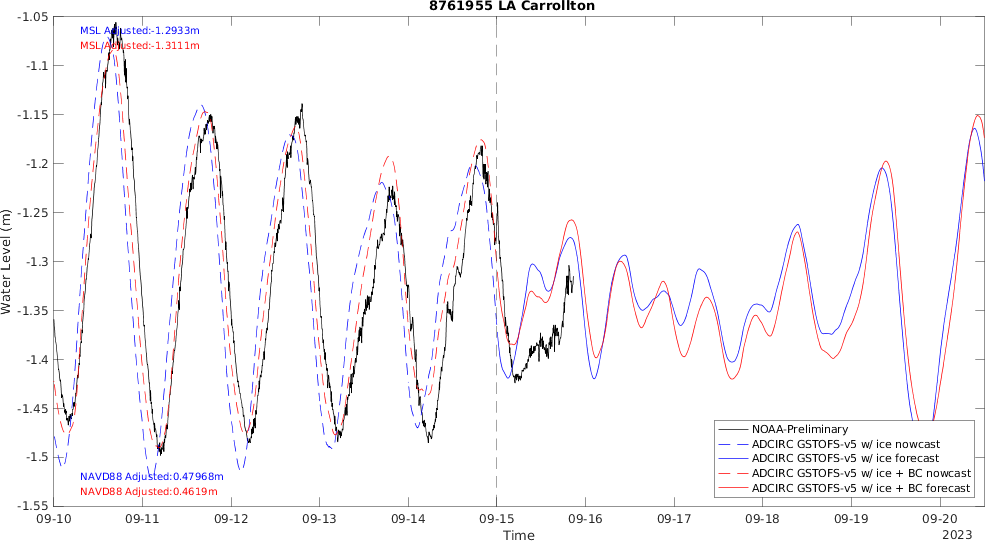 8761955 LA Carrollton
-1.05
MSL Adjusted:-1.2933m
MSL Adjusted:-1.3111m
-1.1
-1.15
-1.2
-1.25
-1.3
-1.35
-1.4
-1.45
-1.5
-1.55
Water Level (m)
NAVD88 Adjusted:0.47968m
NAVD88 Adjusted:0.4619m
NOAA-Preliminary
ADCIRC GSTOFS-v5 w/ ice nowcast
ADCIRC GSTOFS-v5 w/ ice forecast
ADCIRC GSTOFS-v5 w/ ice + BC nowcast
ADCIRC GSTOFS-v5 w/ ice + BC forecast
09-10 09-11 09-12 09-13 09-14 09-15 09-16 09-17 09-18 09-19 09-20
Time
2023